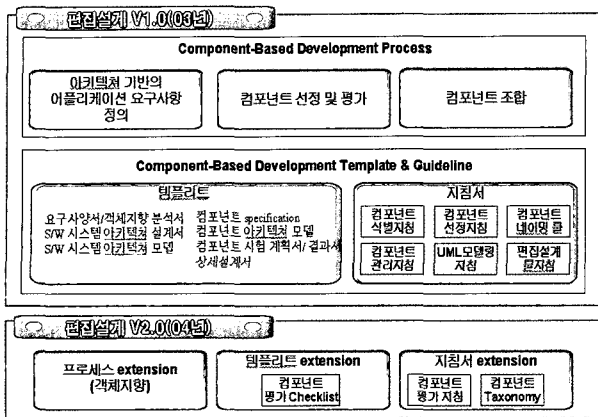 편집설계 V1.0(03년)
Component-Based Development Process
아키텍쳐 기반의
어플리케이션 요구사항
정의
컴포넌트 선정 및 평가
컴포넌트 조합
Component-Based Development Template & Guideline
템플리트
요구사양서/객체지향 분석서
S/W 시스템 아키텍쳐 설계서
S/W 시스템 아키텍쳐 모델
컴포넌트 specification
컴포넌트 아키텍쳐 모델
컴포넌트 시험 계획서/ 결과서
상세설계서
지침서
컴포넌트
식별지침
컴포넌트
선정지침
컴포넌트
네이밍 룰
컴포넌트
관리지침
UML모델링
지침
편집설계
룰지침
편집설계 V2.0(04년)
프로세스 extension
(객체지향)
템플리트 extension
컴포넌트
평가 Checklist
지침서 extension
컴포넌트
평가 지침
컴포넌트
Taxonomy